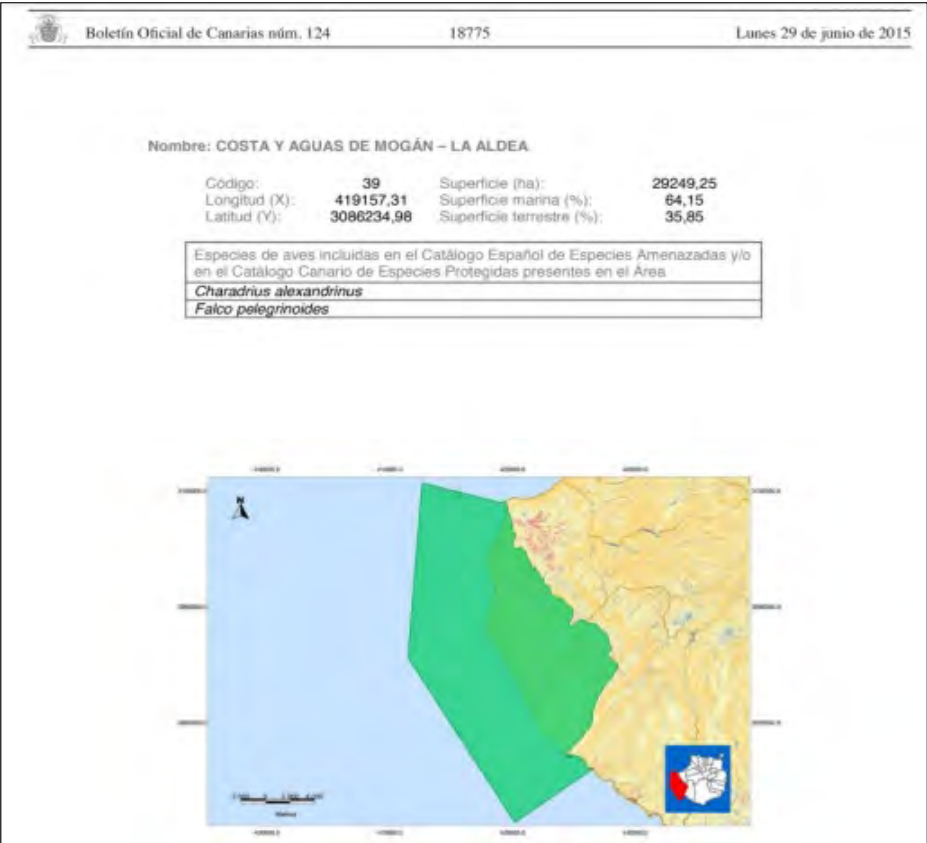 Boletín Oficial de Canarias núm. 124 18775 Lunes 29 de junio de 2015
Nombre: COSTA Y AGUAS DE MOGÁN – LA ALDEA
Código: 39 Superficie (ha): 29249,25
Longitud (X): 419157,31 Superficie marina (%): 64,15
Latitud (Y): 3086234,98 Superficie terrestre (%): 35,85
Especies de aves incluidas en el Catálogo Español de Especies Amenazadas y/o
en el Catálogo Canario de Especies Protegidas presentes en el Área
Charadrius alexandrinus
Falco pelegrinoides
N